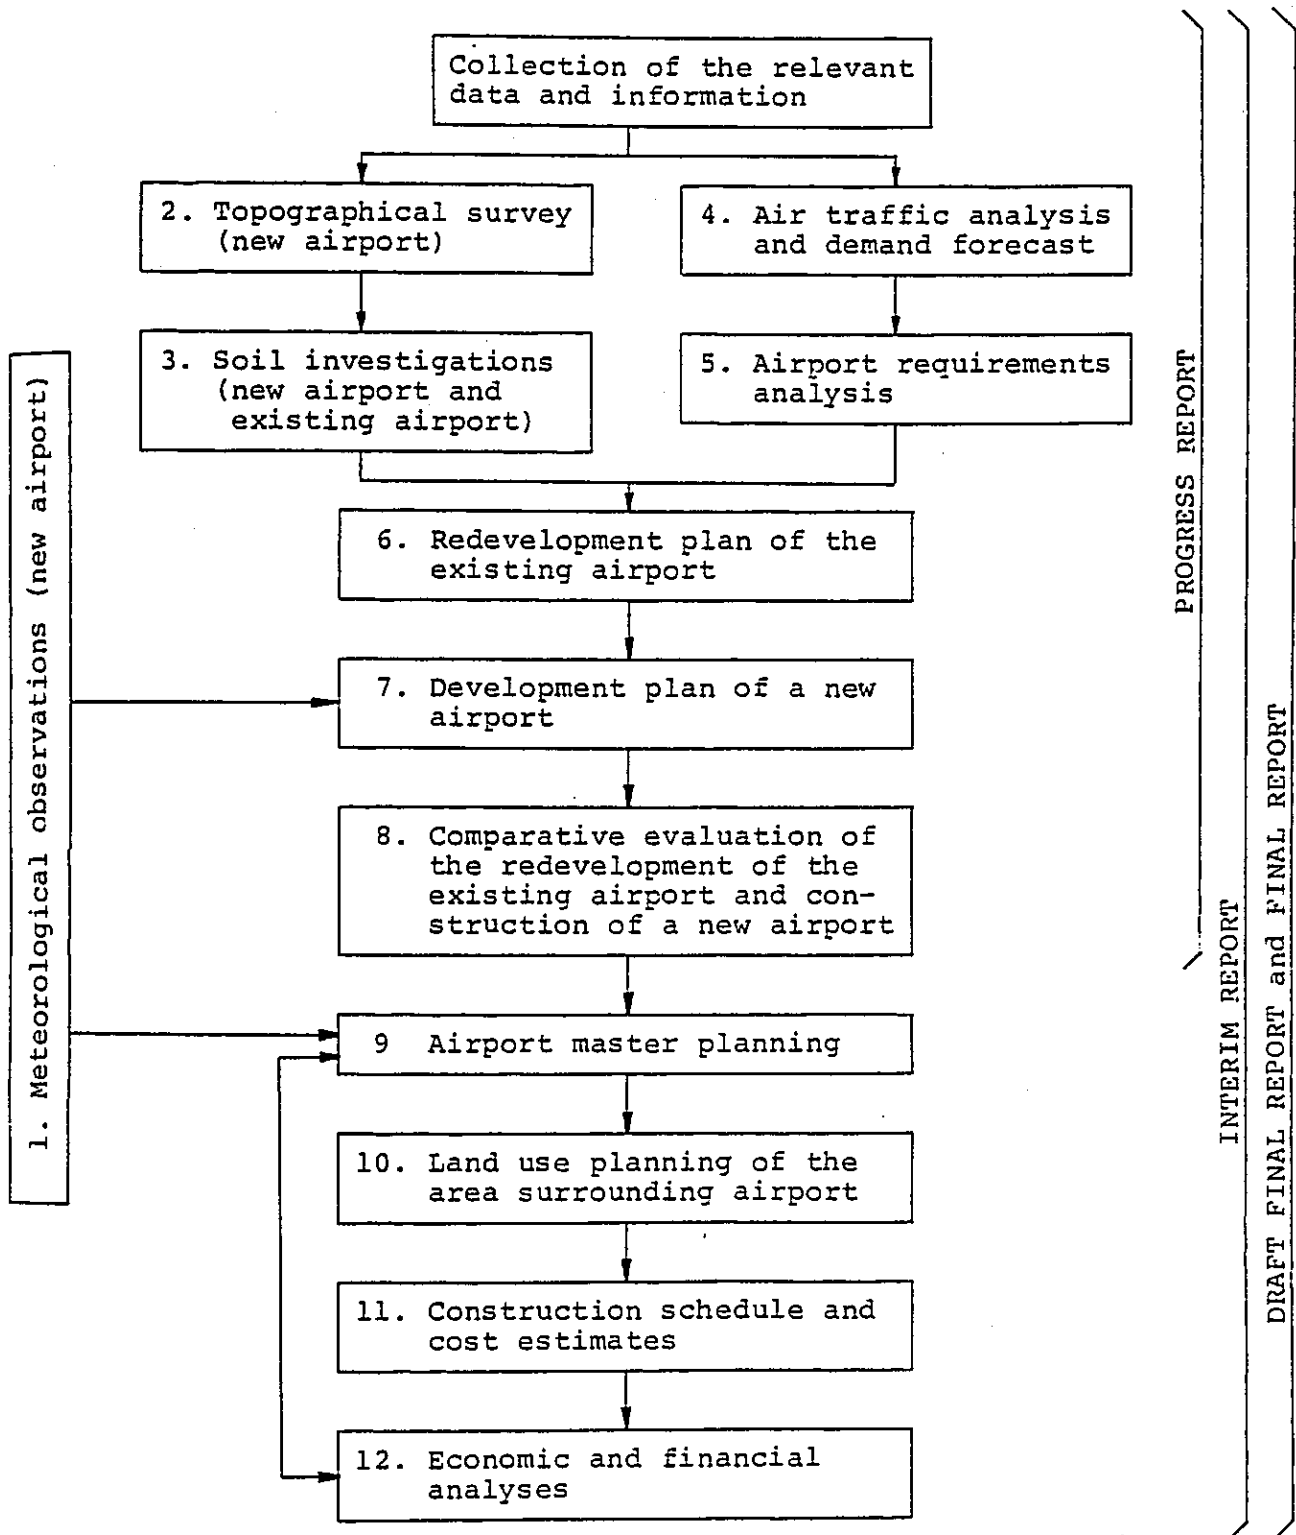 Collection of the relevant
data and information
2. Topographical survey
(new airport)
4. Air traffic analysis
and demand forecast
3. Soil investigations
(new airport and
existing airport)
5. Airport requirements
analysis
6. Redevelopment plan of the
existing airport
1. Meteorological observations (new airport)
7. Development plan of a new
airport
8. Comparative evaluation of
the redevelopment of the
existing airport and con-
struction of a new airport
9 Airport master planning
10. Land use planning of the
area surrounding airport
11. Construction schedule and
cost estimates
12. Economic and financial
analyses
PROGRESS REPORT
INTERIM REPORT
DRAFT FINAL REPORT and FINAL REPORT